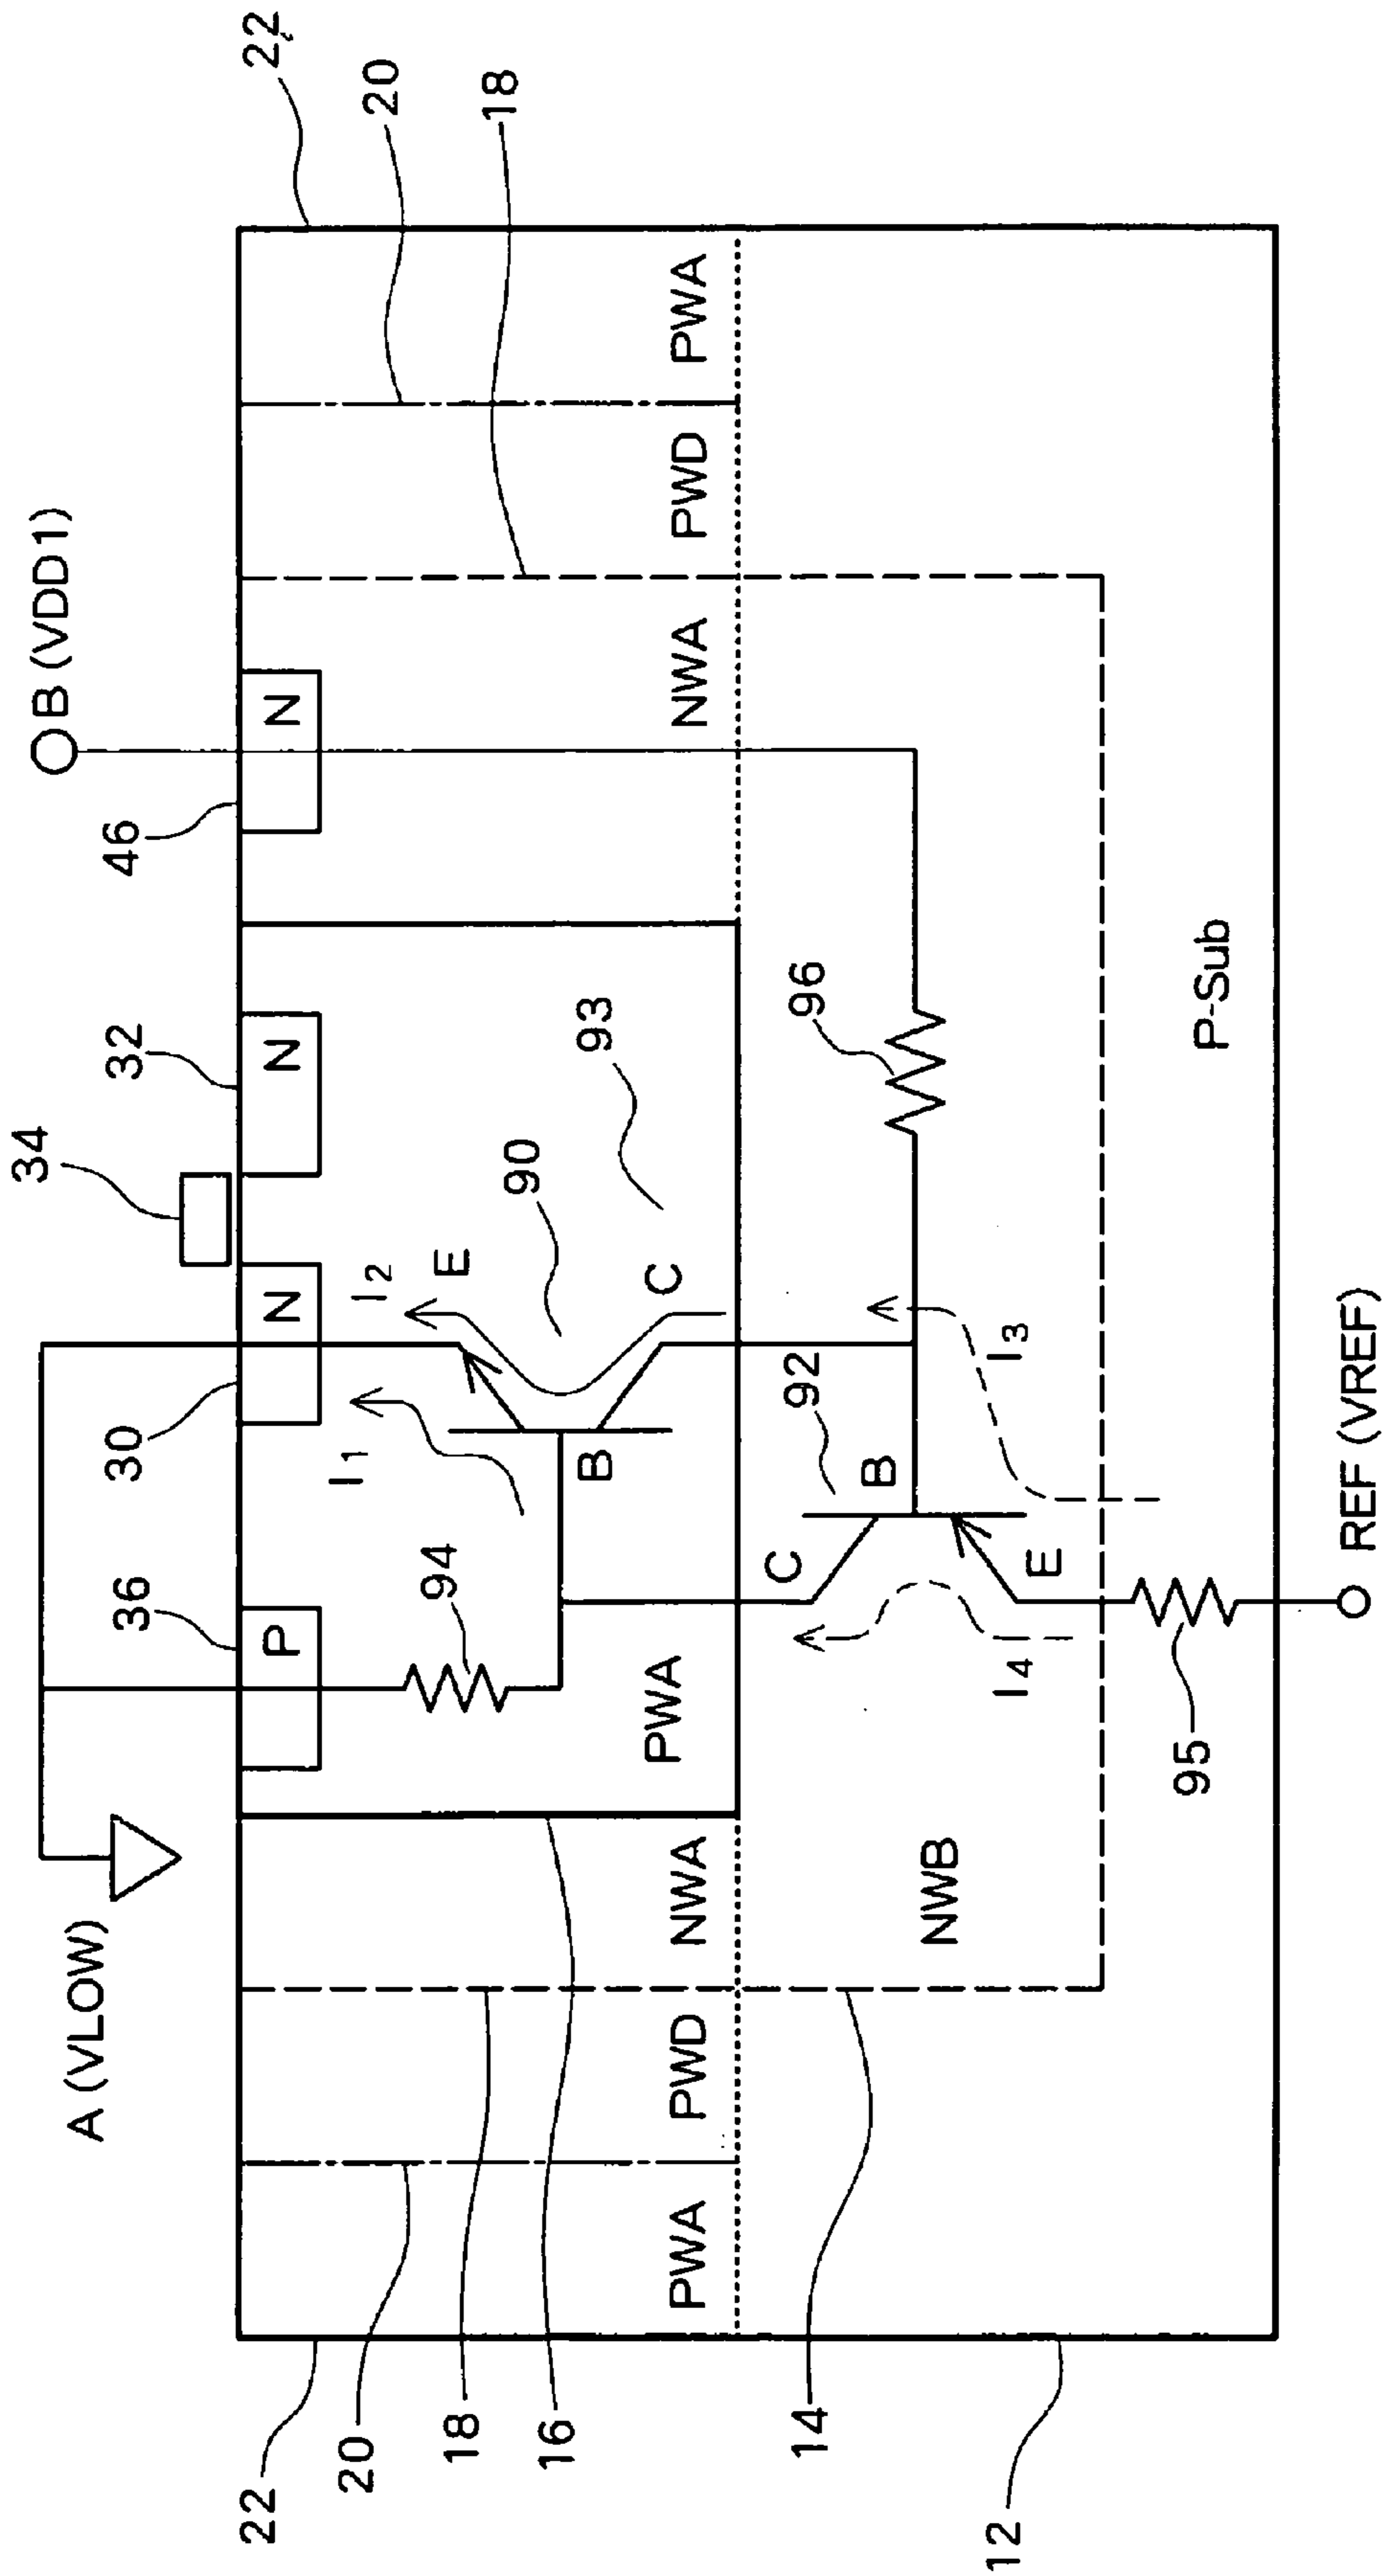 A (VLOW)
B (VDD1)
34
36
30
32
46
22
20
18
P
N
N
N
I1
I2
E
94
90
B
C
93
PWA
PWA
PWD
NWA
NWA
PWD
PWA
22
20
18
16
14
12
C
92
B
96
E
I4
I3
NWB
95
P-Sub
REF (VREF)